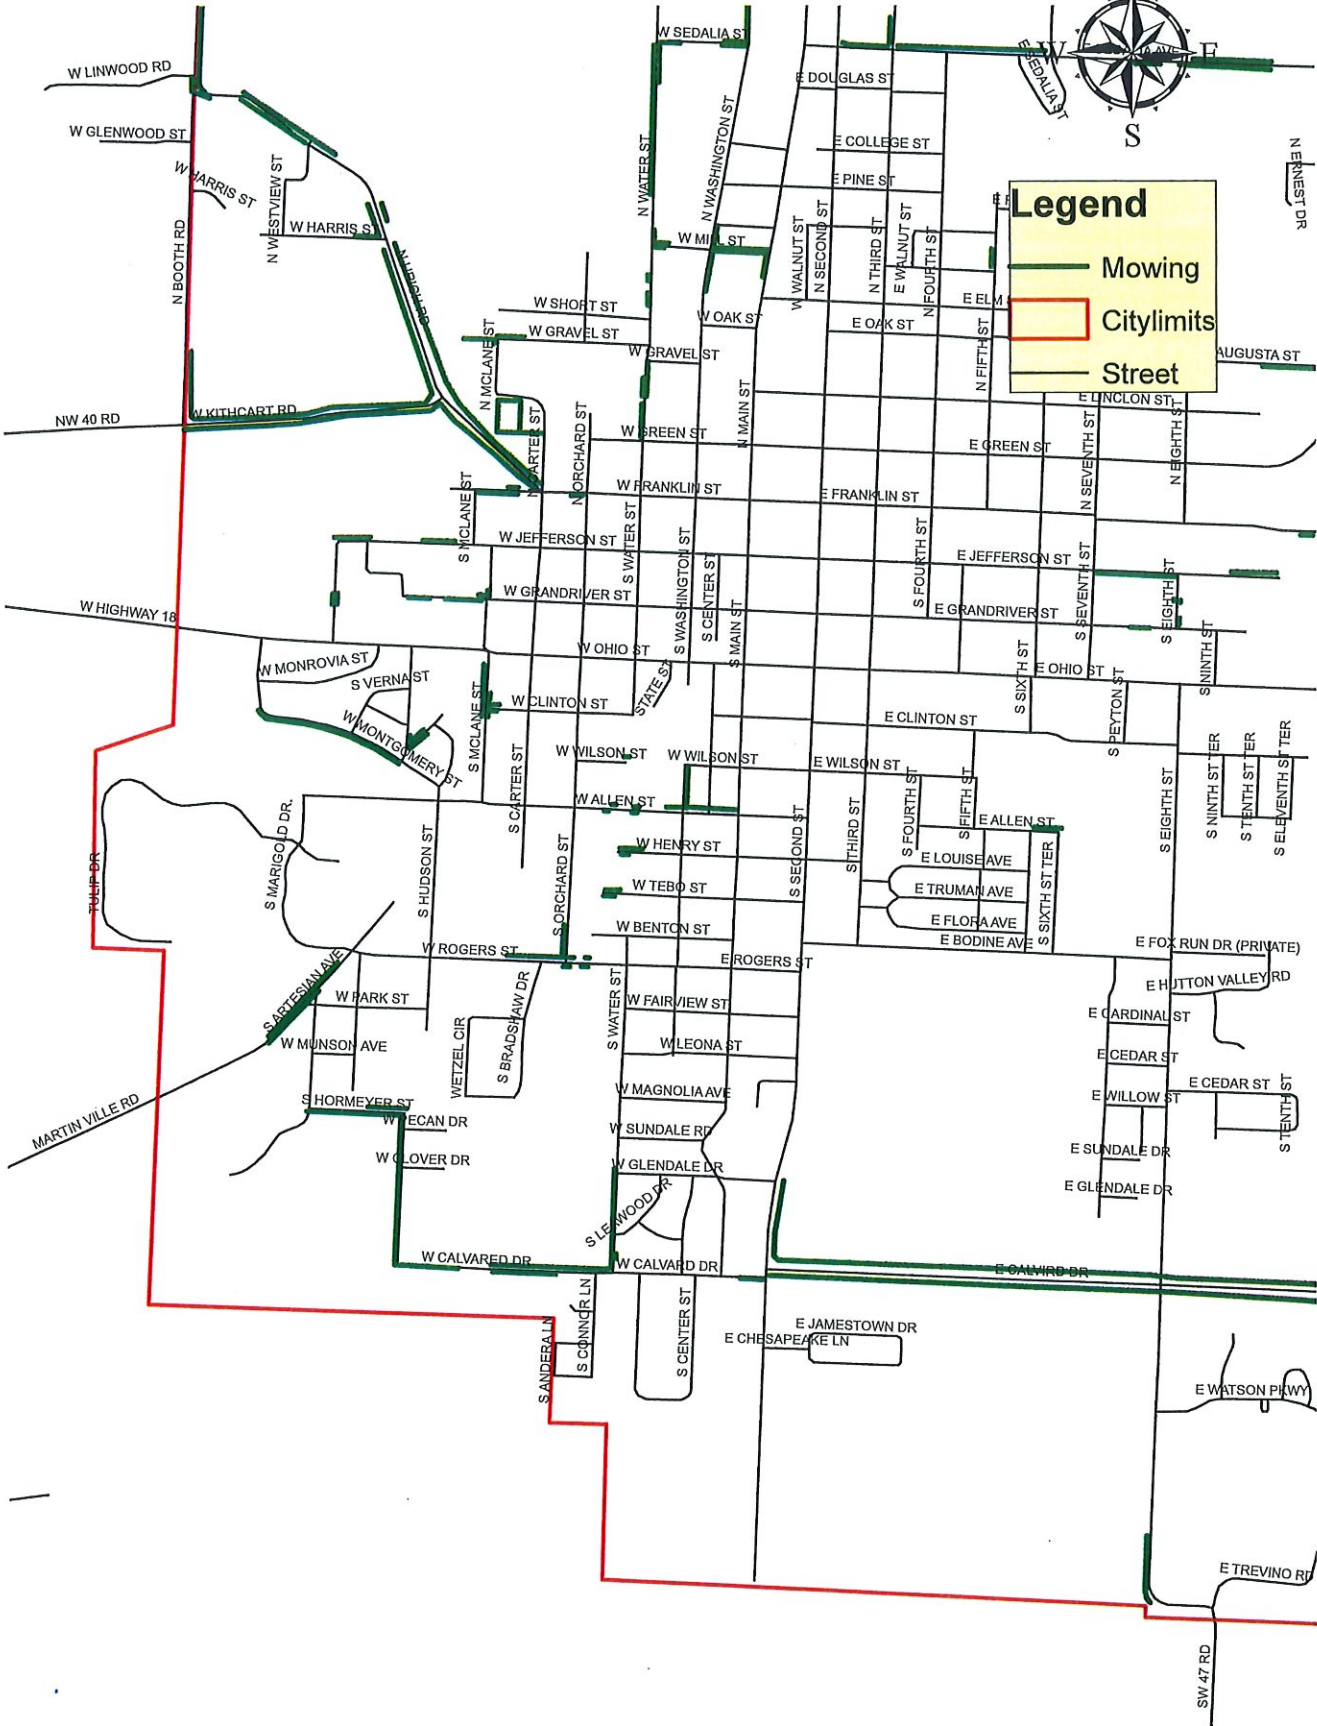 W SEDALIA ST
E SEDALIA ST
W
E
S
W LINWOOD RD
E DOUGLAS ST
W GLENWOOD ST
E COLLEGE ST
W HARRIS ST
N WESTVIEW ST
N WATER ST
N WASHINGTON ST
E PINE ST
N ERNEST DR
Legend
Mowing
Citylimits
Street
N BOOTH RD
W HARRIS ST
N URICH RD
W MILL ST
W WALNUT ST
N SECOND ST
N THIRD ST
E WALNUT ST
N FOURTH ST
W SHORT ST
W OAK ST
E ELM
E OAK ST
W GRAVEL ST
W GRAVEL ST
N MCLANE ST
N FIFTH ST
AUGUSTA ST
N MAIN ST
E LINCLON ST
W KITHCART RD
NW 40 RD
N CARTER ST
N ORCHARD ST
W GREEN ST
E GREEN ST
N SEVENTH ST
N EIGHTH ST
W FRANKLIN ST
E FRANKLIN ST
S MCLANE ST
W JEFFERSON ST
S WATER ST
S WASHINGTON ST
S CENTER ST
S FOURTH ST
E JEFFERSON ST
S SEVENTH ST
S EIGHTH ST
W GRANDRIVER ST
E GRANDRIVER ST
W HIGHWAY 18
S MAIN ST
W OHIO ST
E OHIO ST
S SIXTH ST
S NINTH ST
W MONROVIA ST
S VERNA ST
STATE ST
S PEYTON ST
W CLINTON ST
E CLINTON ST
W MONTGOMERY ST
S MCLANE ST
W WILSON ST
W WILSON ST
E WILSON ST
S NINTH ST TER
S TENTH ST TER
S ELEVENTH ST TER
S CARTER ST
W ALLEN ST
S FOURTH ST
S FIFTH ST
E ALLEN ST
S EIGHTH ST
S MARIGOLD DR.
S HUDSON ST
S ORCHARD ST
W HENRY ST
S SECOND ST
S THIRD ST
E LOUISE AVE
TULIP DR
W TEBO ST
E TRUMAN AVE
S SIXTH ST TER
W BENTON ST
E FLORA AVE
E BODINE AVE
E FOX RUN DR (PRIVATE)
W ROGERS ST
E ROGERS ST
E HUTTON VALLEY RD
S ARTESIAN AVE
W PARK ST
S BRADSHAW DR
S WATER ST
W FAIRVIEW ST
E CARDINAL ST
W MUNSON AVE
WETZEL CIR
W LEONA ST
E CEDAR ST
E CEDAR ST
W MAGNOLIA AVE
E WILLOW ST
S HORMEYER ST
W PECAN DR
W SUNDALE RD
S TENTH ST
MARTIN VILLE RD
E SUNDALE DR
W CLOVER DR
W GLENDALE DR
E GLENDALE DR
S LEAWOOD DR
W CALVARED DR
W CALVARD DR
E CALVIRD DR
S CONNOR LN
S CENTER ST
E JAMESTOWN DR
E CHESAPEAKE LN
S ANDERA LN
E WATSON PKWY
E TREVINO RD
SW 47 RD